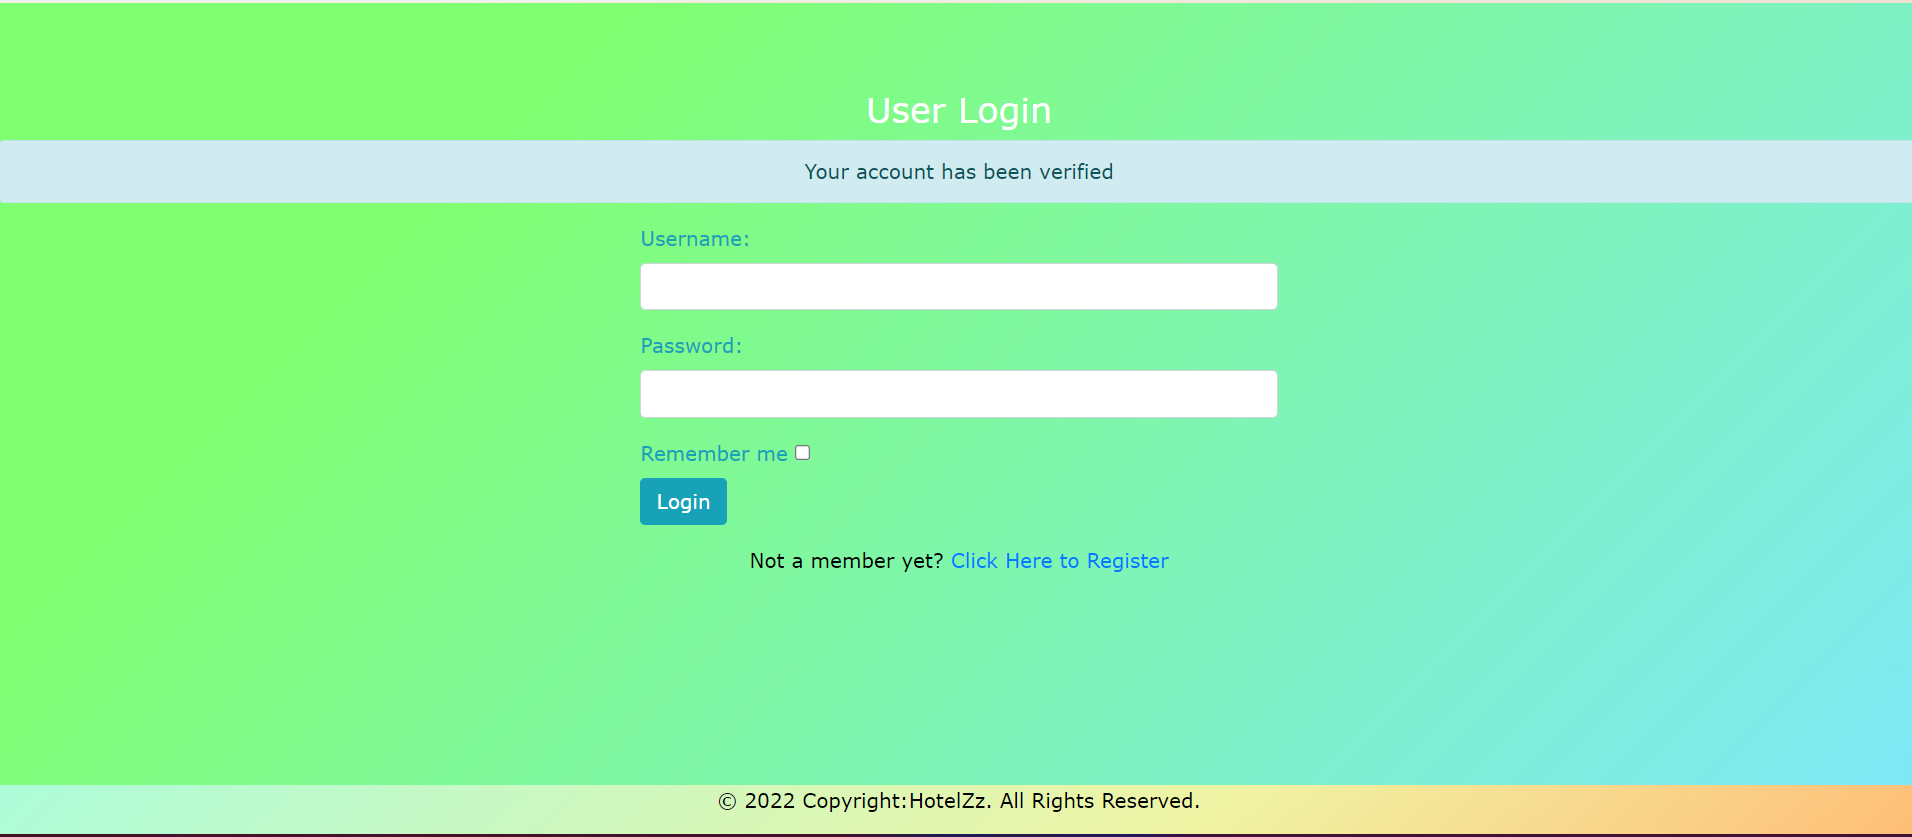 User Login
Your account has been verified
Username:
Password:
Remember me
Login
Not a member yet? Click Here to Register
© 2022 Copyright:HotelZz. All Rights Reserved.